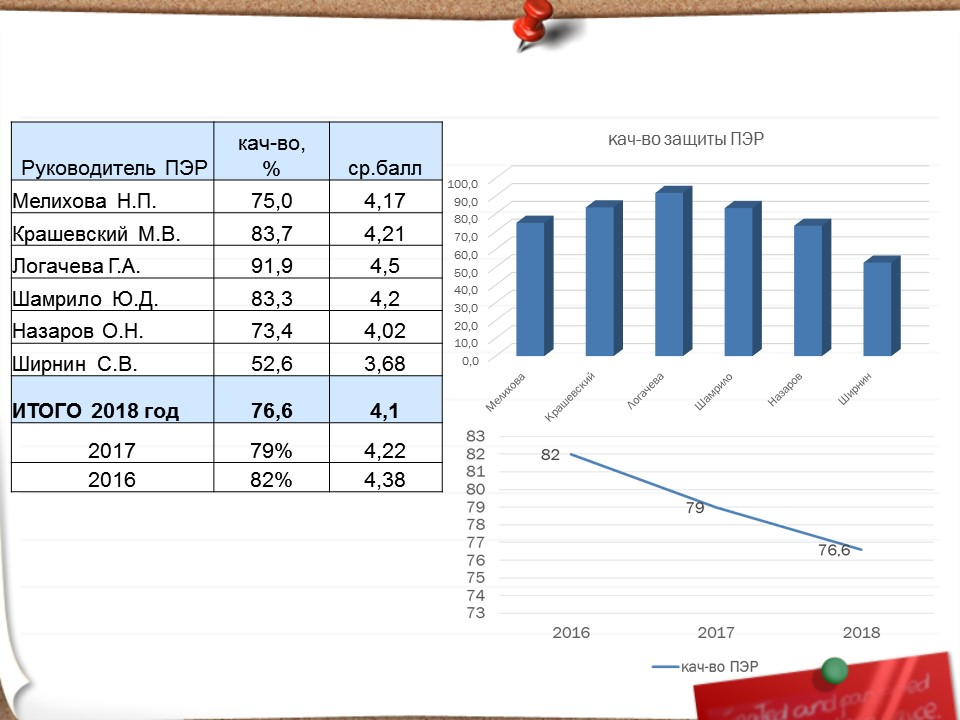 Руководитель ПЭР кач-во, % ср.балл
Мелихова Н.П. 75,0 4,17
Крашевский М.В. 83,7 4,21
Логачева Г.А. 91,9 4,5
Шамрило Ю.Д. 83,3 4,2
Назаров О.Н. 73,4 4,02
Ширнин С.В. 52,6 3,68
ИТОГО 2018 год 76,6 4,1
2017 79% 4,22
2016 82% 4,38
кач-во защиты ПЭР
100,0
90,0
80,0
70,0
60,0
50,0
40,0
30,0
20,0
10,0
0,0
Мелихова Крашевский Логачева Шамрило Назаров Ширнин
83
82
81
80
79
78
77
76
75
74
73
82
79
76,6
2016 2017 2018
кач-во ПЭР
and